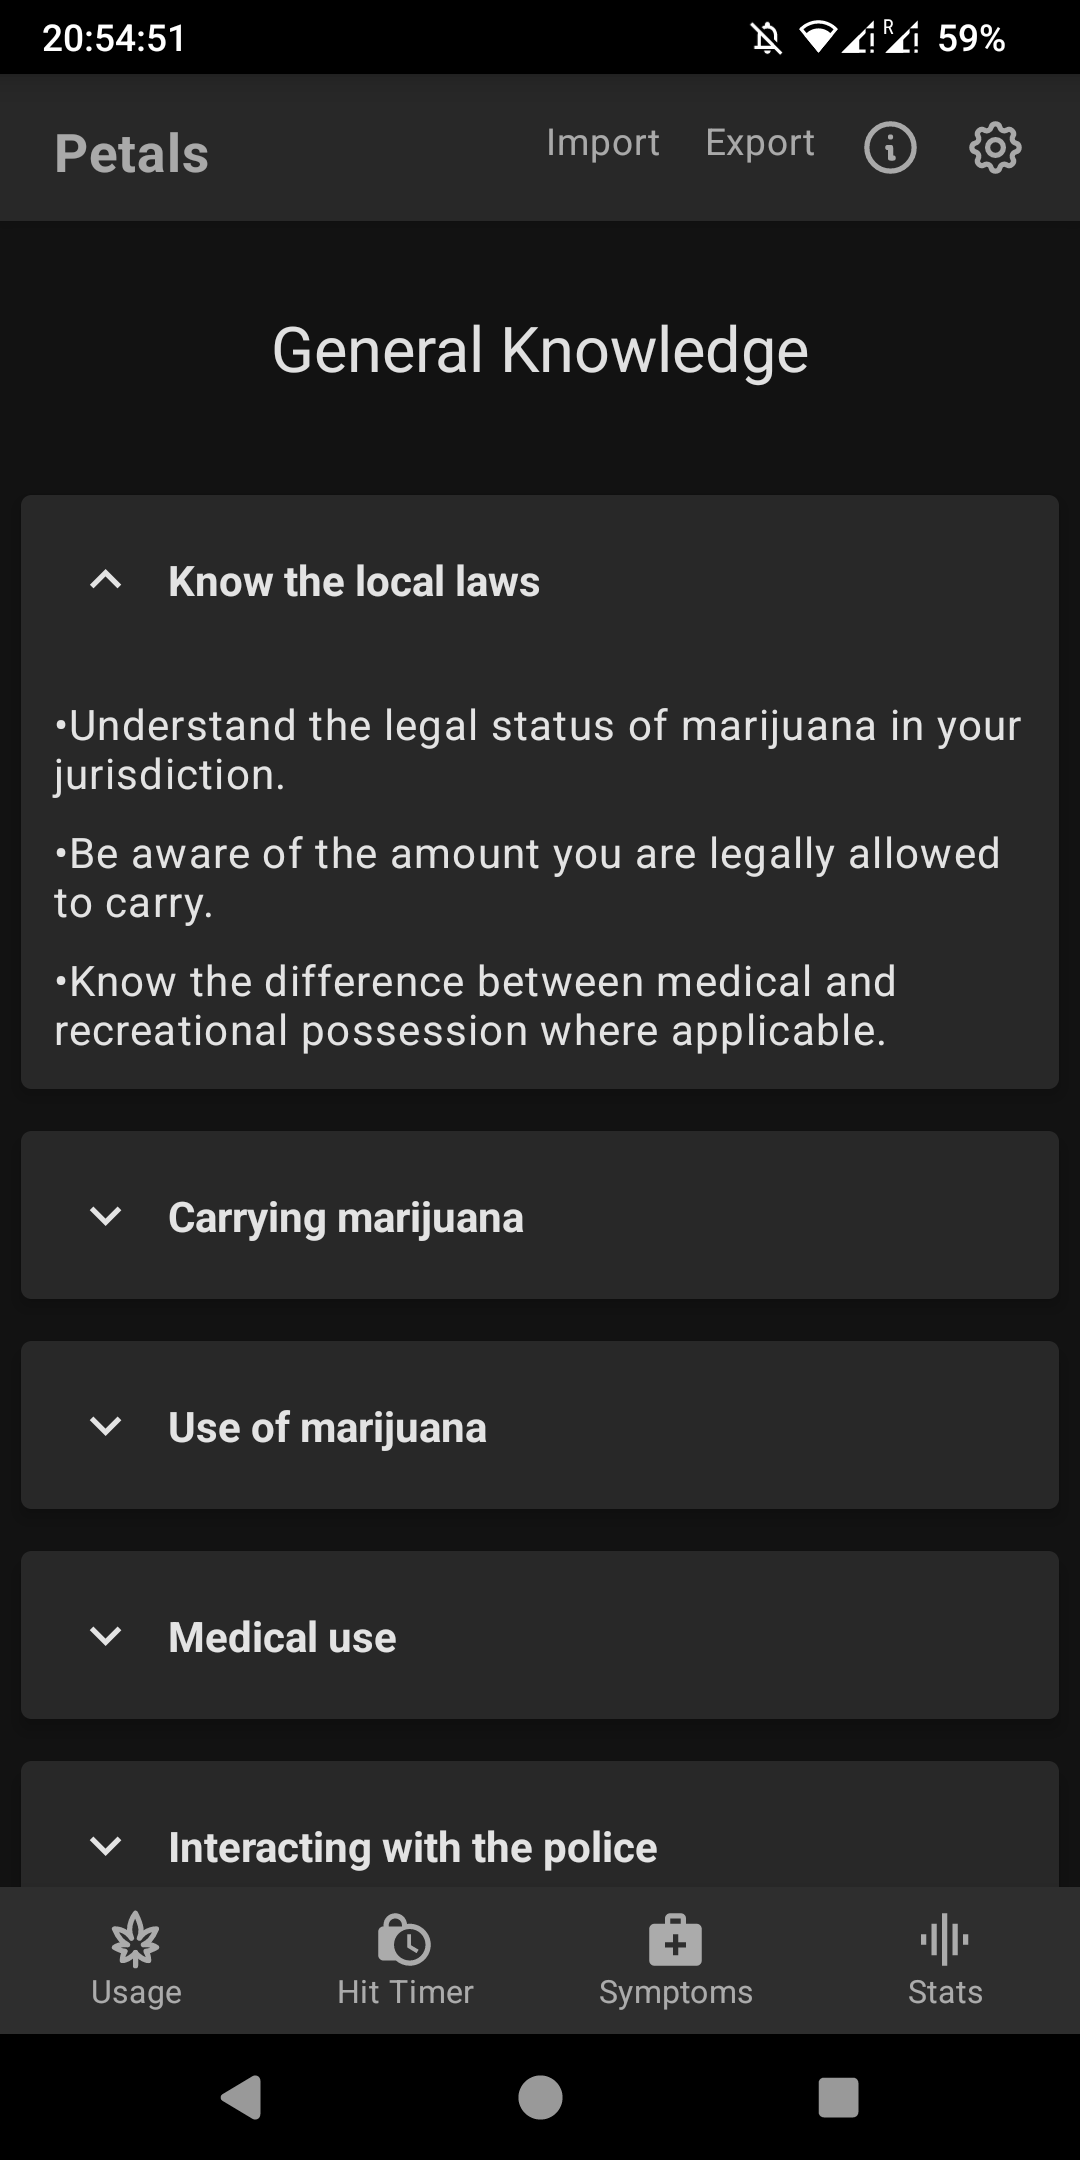 20:54:51
R
59%
Petals
Import Export
General Knowledge
Know the local laws
•Understand the legal status of marijuana in your
jurisdiction.
•Be aware of the amount you are legally allowed
to carry.
•Know the difference between medical and
recreational possession where applicable.
Carrying marijuana
Use of marijuana
Medical use
Interacting with the police
Usage Hit Timer Symptoms Stats